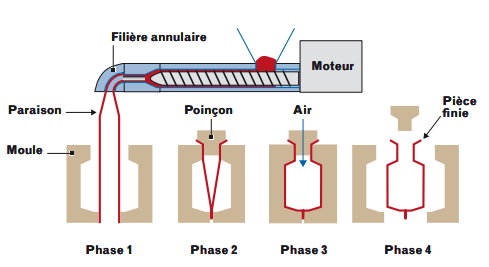 Filière annulaire
Moteur
Paraison
Poinçon
Air
Pièce
finie
Moule
Phase 1
Phase 2
Phase 3
Phase 4